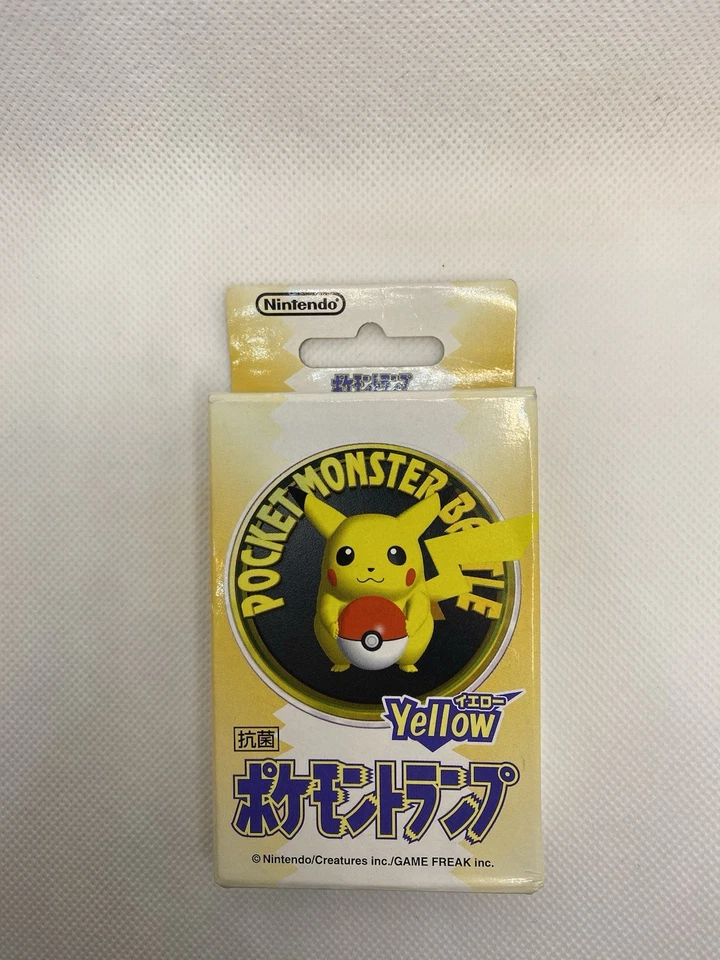 Nintendo
ポケモントランプ
POCKET MONSTER BATTLE
イエロー
Yellow
抗菌
ポケモントランプ
© Nintendo/Creatures inc./GAME FREAK inc.